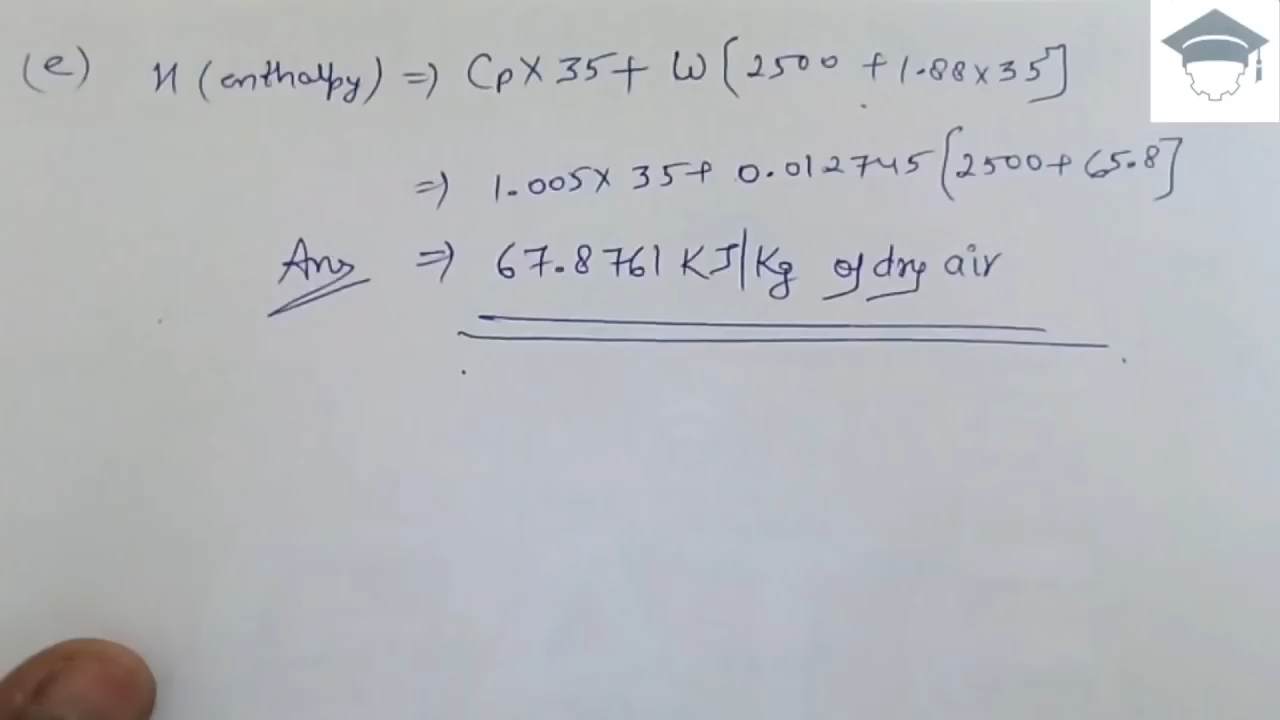 (e) H (enthalpy) => Cp X 35 + W [2500 + 1.88 x 35]
=> 1.005 x 35 + 0.012745 [2500 + 65.8]
Ans => 67.8761 KJ/Kg of dry air